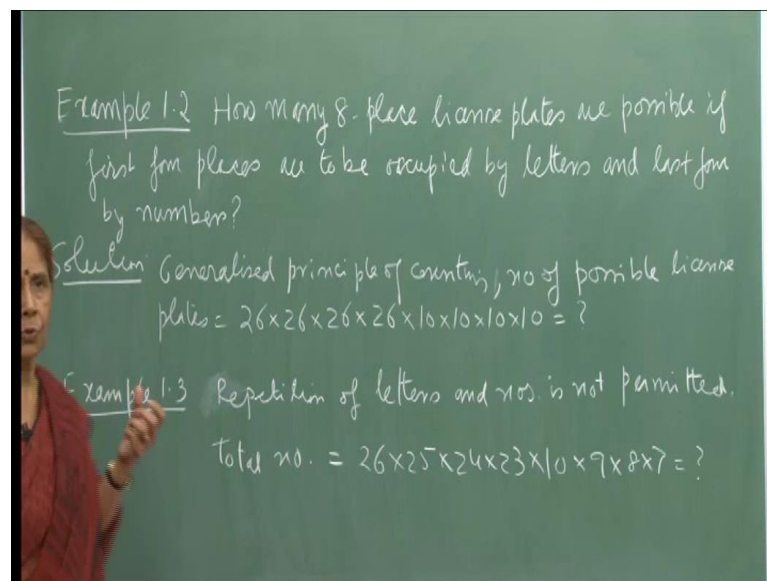 Example 1.2 How many 8-place licence plates are possible if
first four places are to be occupied by letters and last four
by numbers?
Solution Generalised principle of counting, no of possible licence
plates = 26×26×26×26×10×10×10×10 = ?
Example 1.3 Repetition of letters and nos. is not permitted.
Total no. = 26×25×24×23×10×9×8×7 = ?